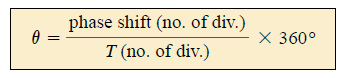 θ = phase shift (no. of div.) / T (no. of div.) × 360°